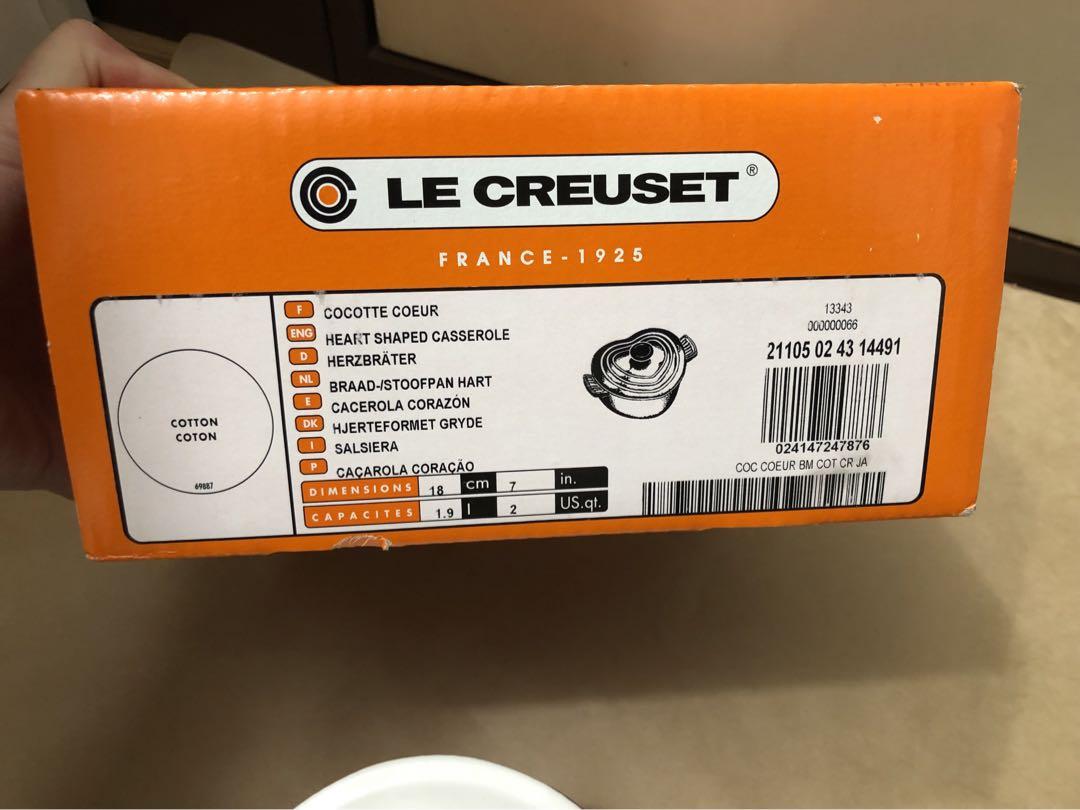 LE CREUSET®
FRANCE-1925
COTTON
COTON
69887
F COCOTTE COEUR
ENG HEART SHAPED CASSEROLE
D HERZBRÄTER
NL BRAAD-/STOOFPAN HART
E CACEROLA CORAZÓN
DK HJERTEFORMET GRYDE
I SALSIERA
P CAÇAROLA CORAÇÃO
DIMENSIONS 18 cm 7 in.
CAPACITES 1.9 l 2 US.qt.
13343
000000066
21105 02 43 14491
024147247876
COC COEUR BM COT CR JA